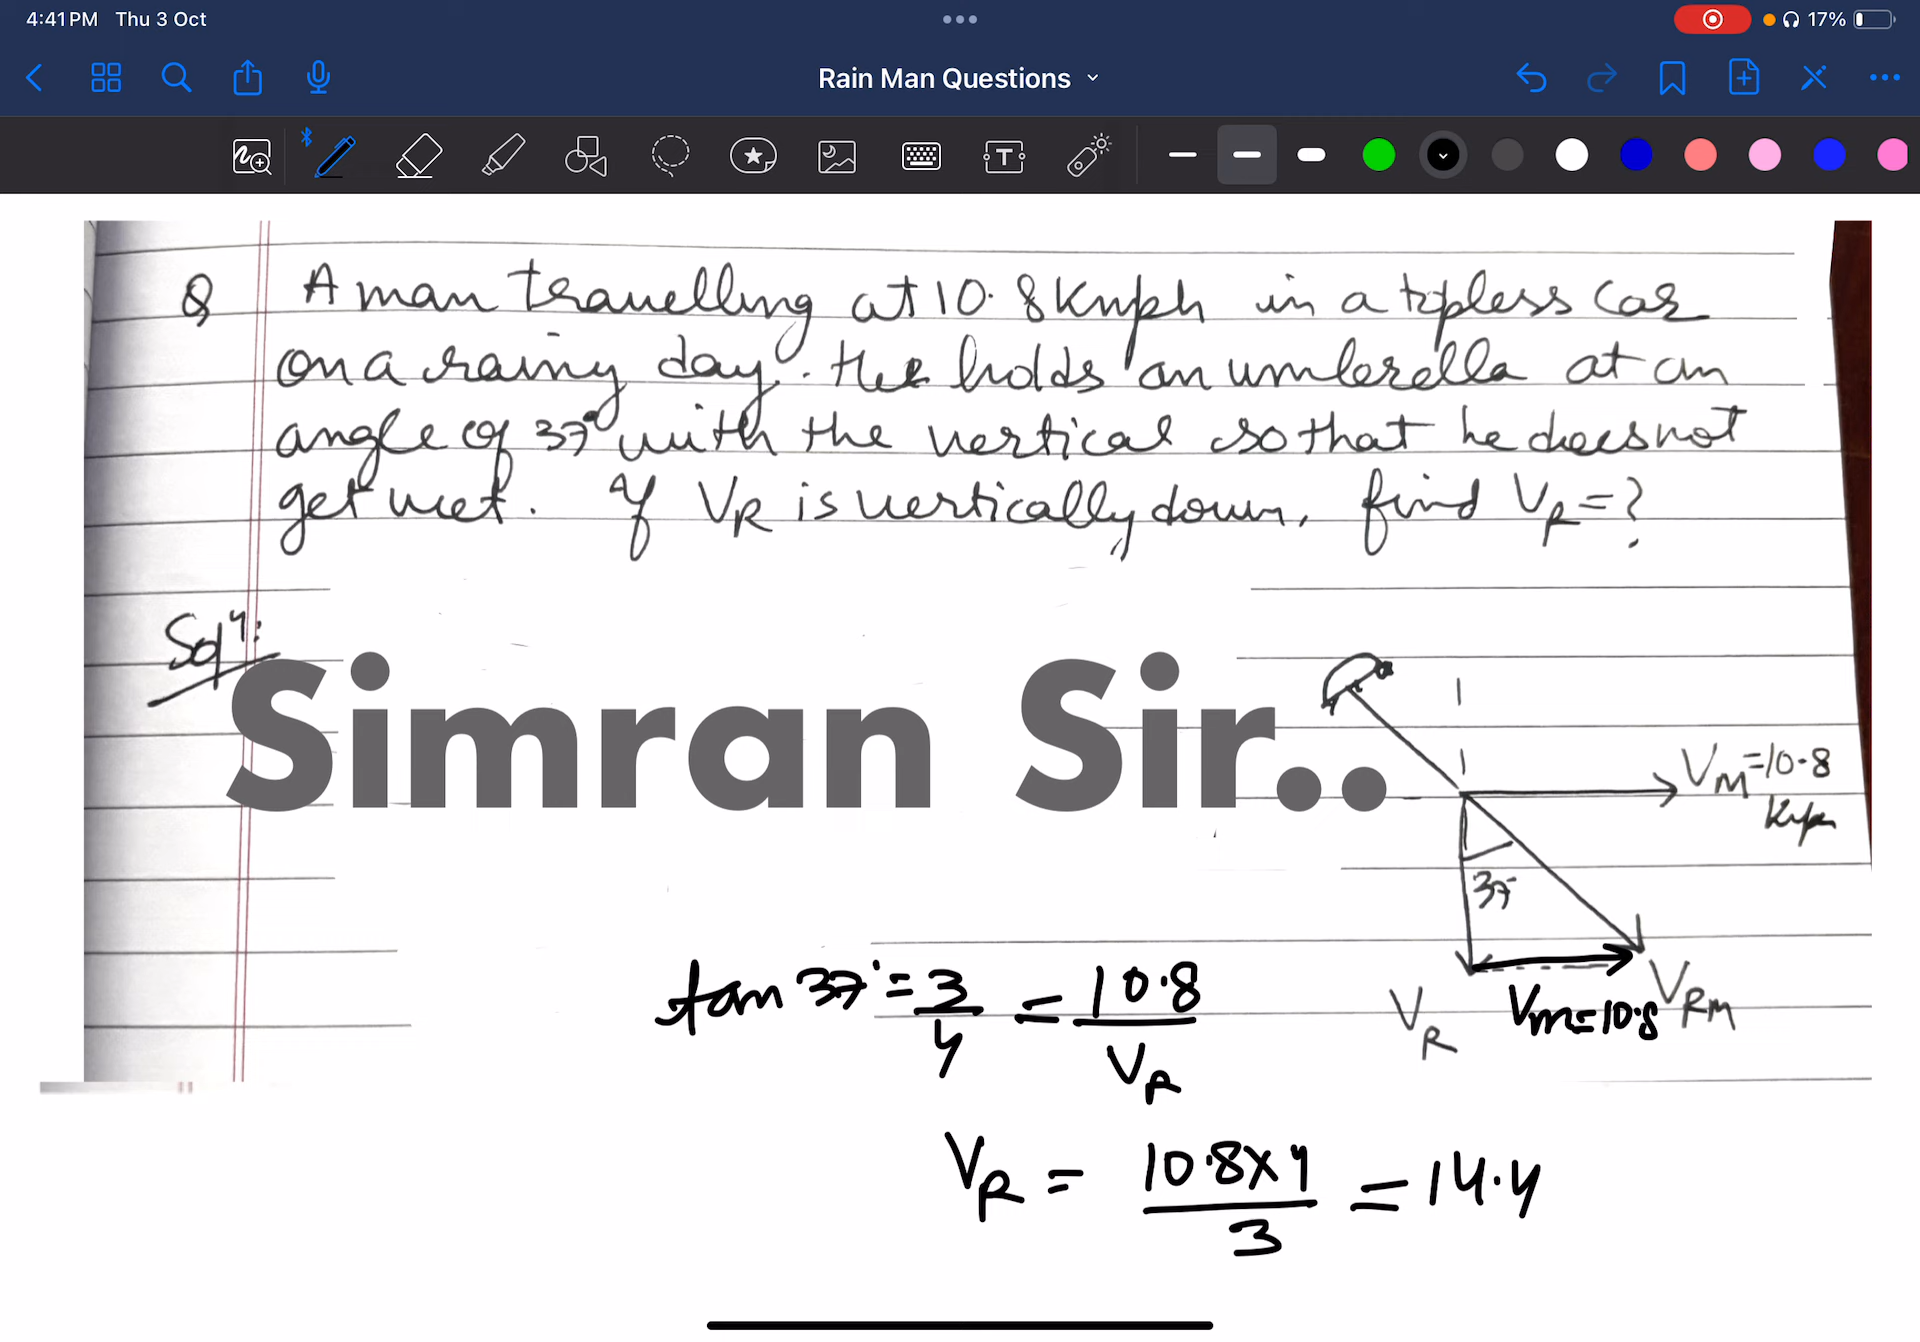 4:41 PM Thu 3 Oct
17%
Rain Man Questions
T
Q A man travelling at 10.8 Kmph in a topless car
on a rainy day. He holds an umbrella at an
angle of 37° with the vertical so that he does not
get wet. If VR is vertically down, find VR=?
Solⁿ:
Simran Sir..
VM=10.8
Kmph
37°
VRM
VR
Vm=10.8
tan 37° = 3/4 = 10.8/VR
VR = 10.8×4/3 = 14.4